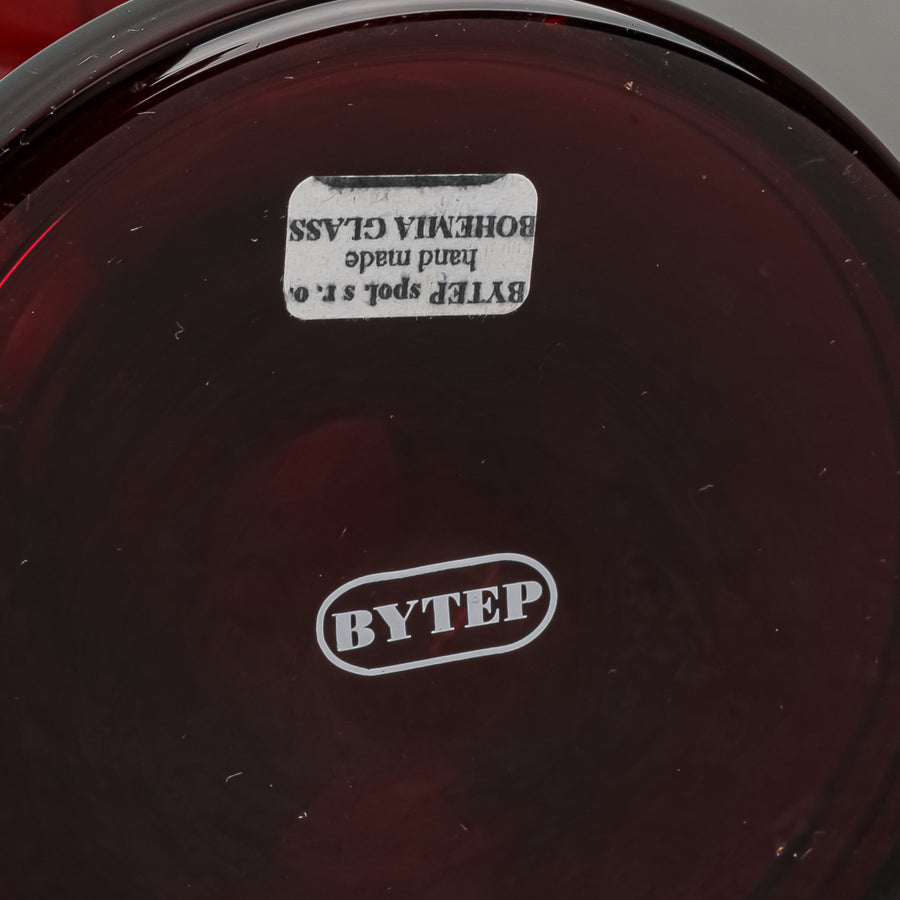 BYTEP spol. s r. o.
hand made
BOHEMIA GLASS
BYTEP